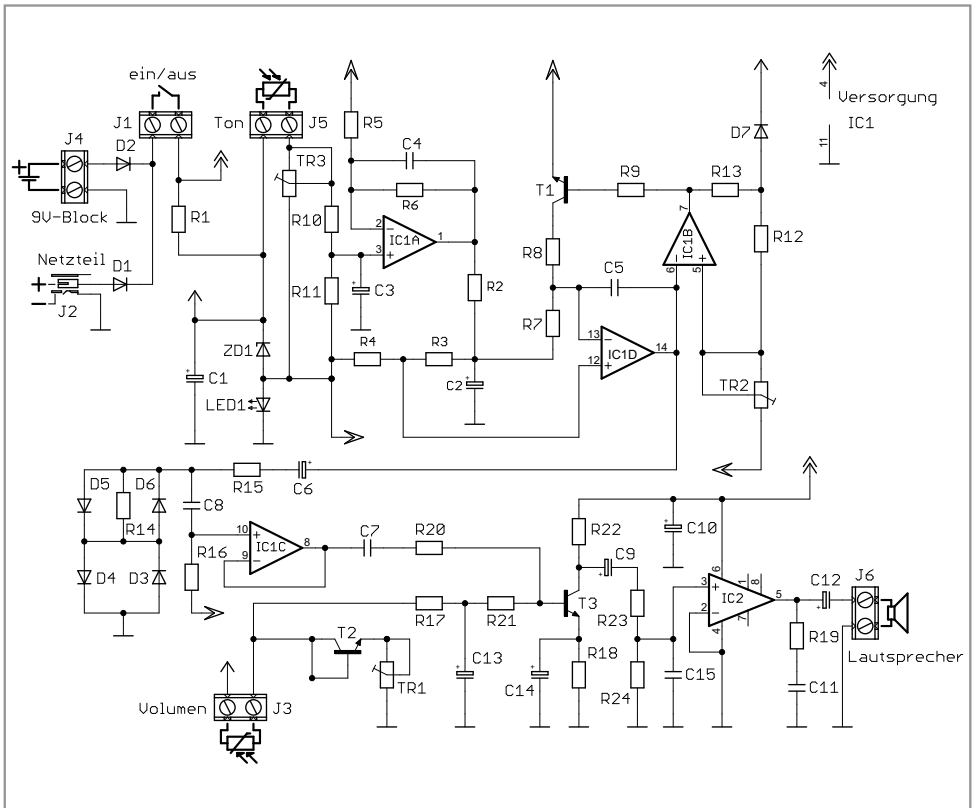 ein/aus
J1
Ton
J5
R5
C4
4
Versorgung
IC1
11
J4
D2
TR3
D7
+
9V-Block
R1
R10
R6
T1
R9
R13
7
2
−
IC1A
1
3
+
IC1B
6
−
5
+
R12
Netzteil
D1
+
−
J2
R11
+
C3
R2
R8
C5
R7
13
−
IC1D
14
12
+
ZD1
R4
R3
+
C1
+
C2
TR2
LED1
R15
C6
+
D5
D6
R14
C8
D4
D3
R16
10
+
IC1C
8
9
−
C7
R20
R22
+
C9
+
C10
R17
R21
T3
R23
6
3
+
IC2
1
8
5
2
−
7
4
C12
+
J6
R19
Lautsprecher
T2
TR1
+
C13
+
C14
R18
R24
C15
C11
Volumen
J3